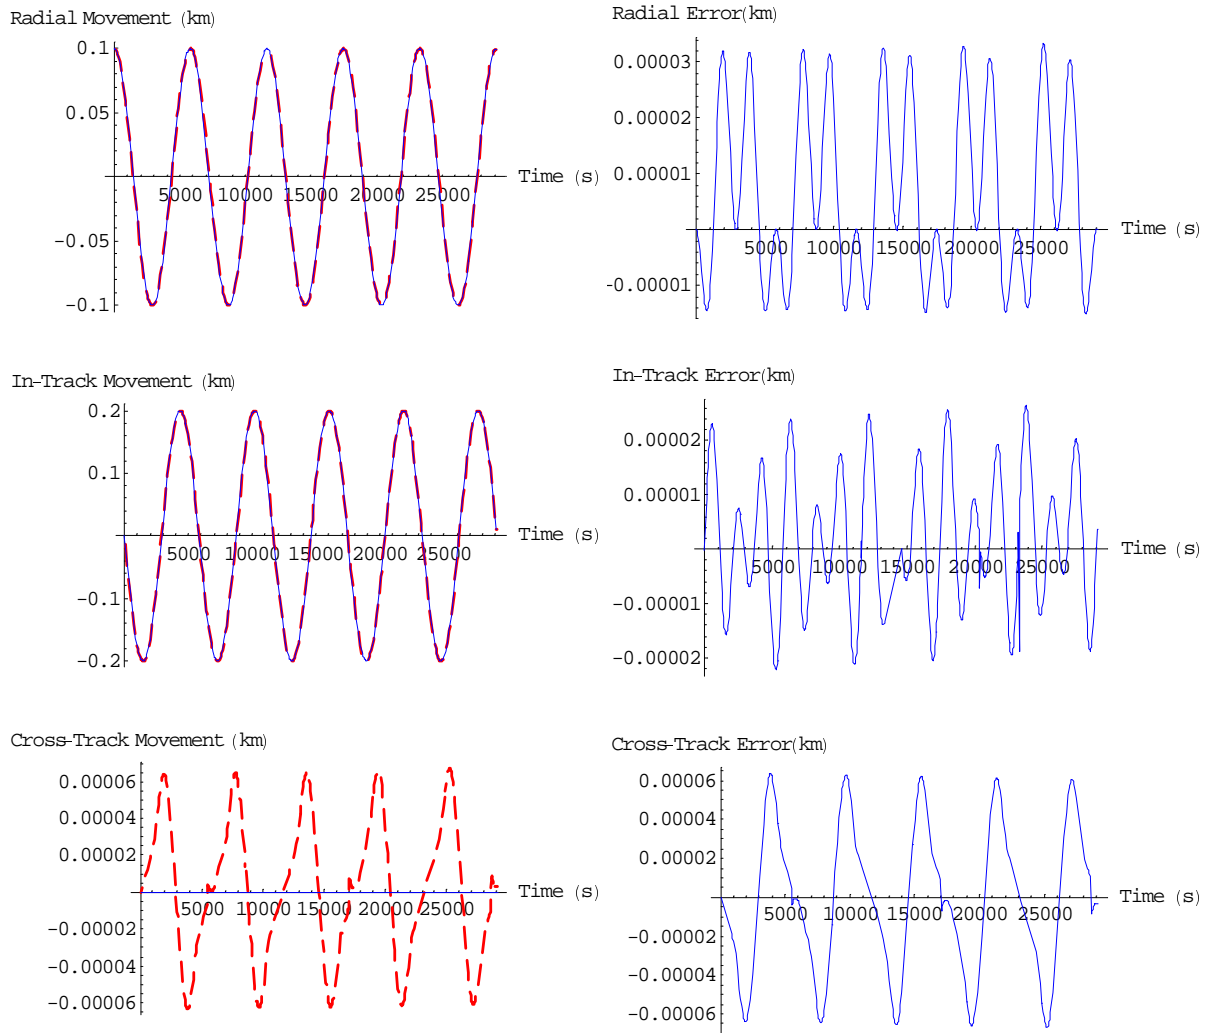 Radial Movement (km)
0.1
0.05
-0.05
-0.1
5000 10000 15000 20000 25000
Time (s)
Radial Error(km)
0.00003
0.00002
0.00001
-0.00001
5000 10000 15000 20000 25000
Time (s)
In-Track Movement (km)
0.2
0.1
-0.1
-0.2
5000 10000 15000 20000 25000
Time (s)
In-Track Error(km)
0.00002
0.00001
-0.00001
-0.00002
5000 10000 15000 20000 25000
Time (s)
Cross-Track Movement (km)
0.00006
0.00004
0.00002
-0.00002
-0.00004
-0.00006
5000 10000 15000 20000 25000
Time (s)
Cross-Track Error(km)
0.00006
0.00004
0.00002
-0.00002
-0.00004
-0.00006
5000 10000 15000 20000 25000
Time (s)